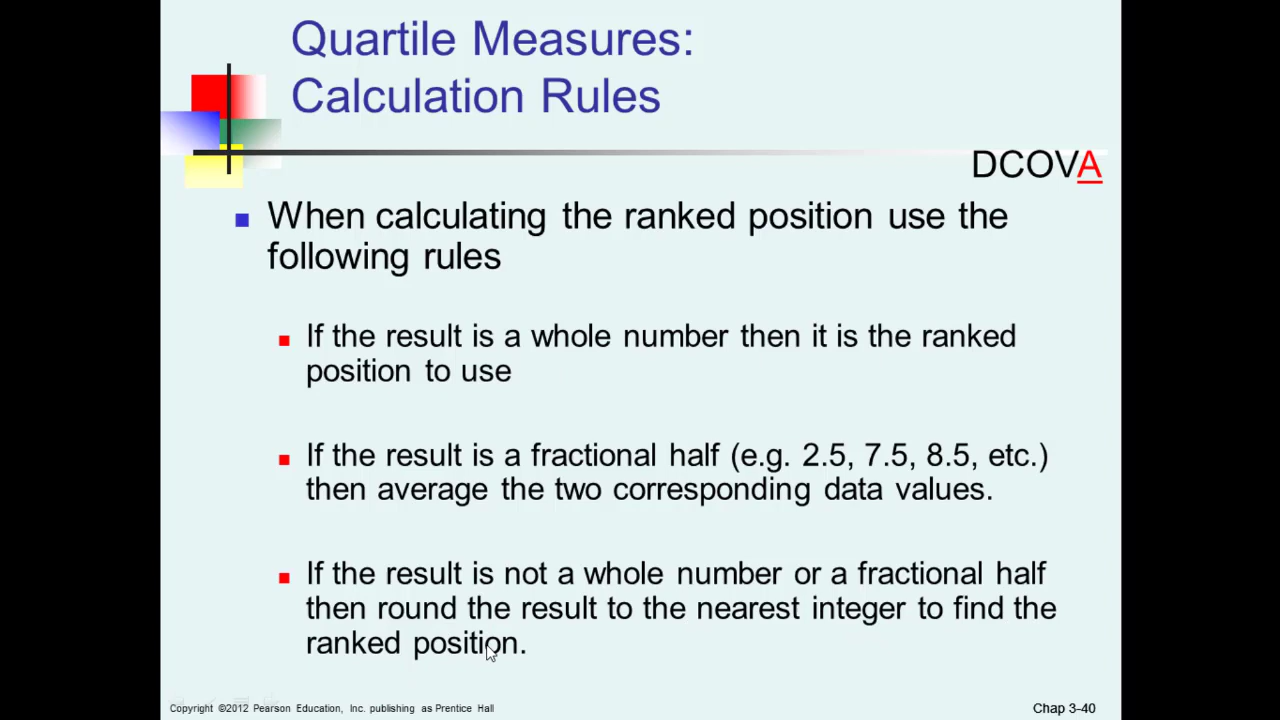 Quartile Measures:
Calculation Rules
DCOVA
When calculating the ranked position use the
following rules
If the result is a whole number then it is the ranked
position to use
If the result is a fractional half (e.g. 2.5, 7.5, 8.5, etc.)
then average the two corresponding data values.
If the result is not a whole number or a fractional half
then round the result to the nearest integer to find the
ranked position.
Copyright ©2012 Pearson Education, Inc. publishing as Prentice Hall
Chap 3-40